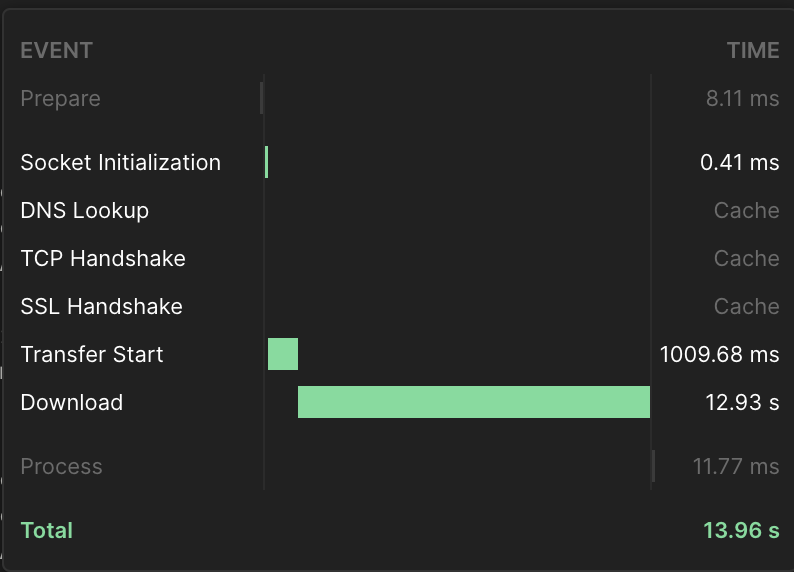 EVENT TIME
Prepare 8.11 ms
Socket Initialization 0.41 ms
DNS Lookup Cache
TCP Handshake Cache
SSL Handshake Cache
Transfer Start 1009.68 ms
Download 12.93 s
Process 11.77 ms
Total 13.96 s